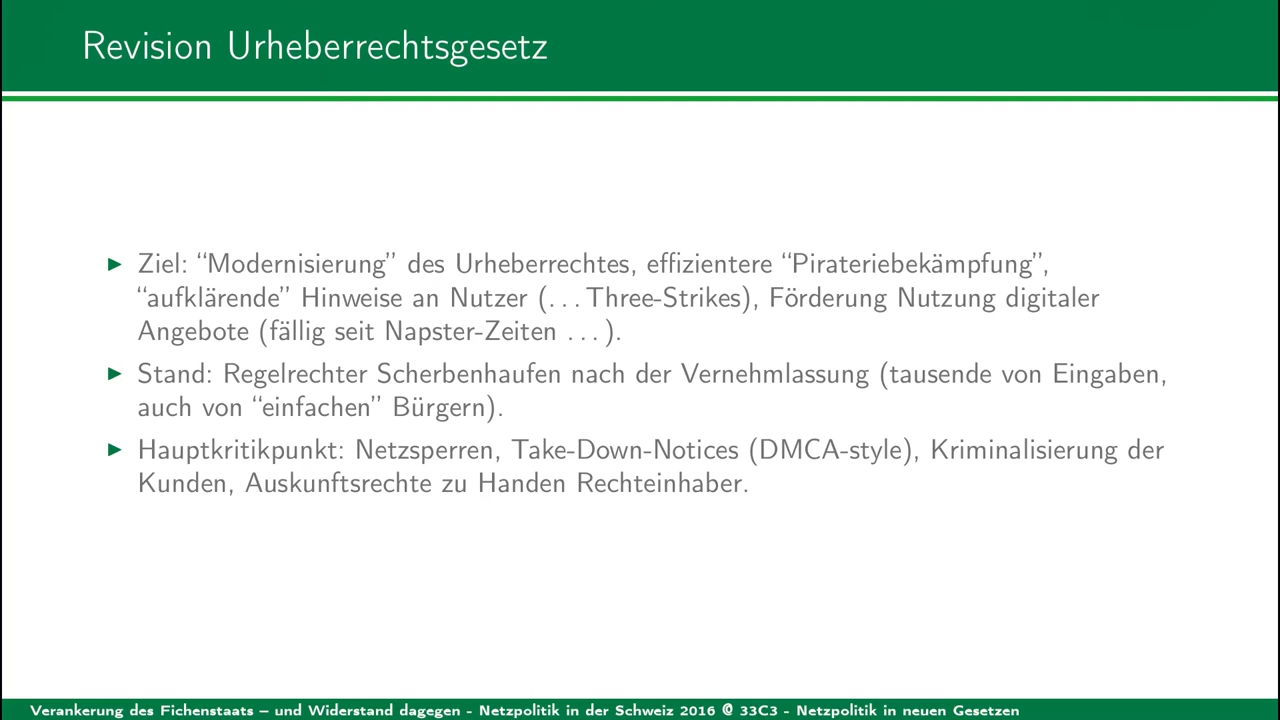 Revision Urheberrechtsgesetz
▶ Ziel: “Modernisierung” des Urheberrechtes, effizientere “Pirateriebekämpfung”,
“aufklärende” Hinweise an Nutzer (. . . Three-Strikes), Förderung Nutzung digitaler
Angebote (fällig seit Napster-Zeiten . . . ).
▶ Stand: Regelrechter Scherbenhaufen nach der Vernehmlassung (tausende von Eingaben,
auch von “einfachen” Bürgern).
▶ Hauptkritikpunkt: Netzsperren, Take-Down-Notices (DMCA-style), Kriminalisierung der
Kunden, Auskunftsrechte zu Handen Rechteinhaber.
Verankerung des Fichenstaats – und Widerstand dagegen - Netzpolitik in der Schweiz 2016 @ 33C3 - Netzpolitik in neuen Gesetzen